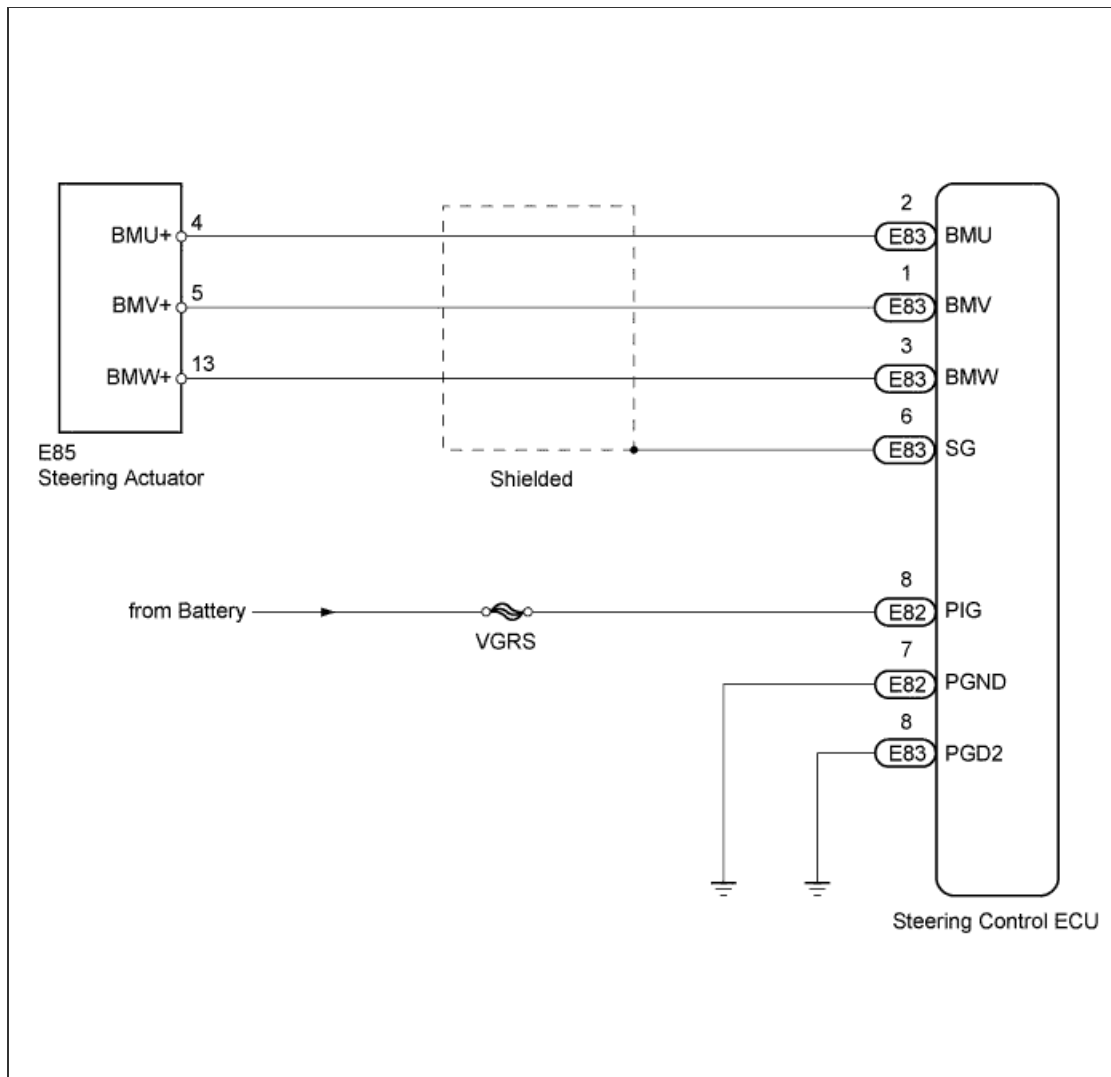 BMU+
4
BMV+
5
BMW+
13
E85
Steering Actuator
Shielded
2
E83
BMU
1
E83
BMV
3
E83
BMW
6
E83
SG
from Battery
VGRS
8
E82
PIG
7
E82
PGND
8
E83
PGD2
Steering Control ECU